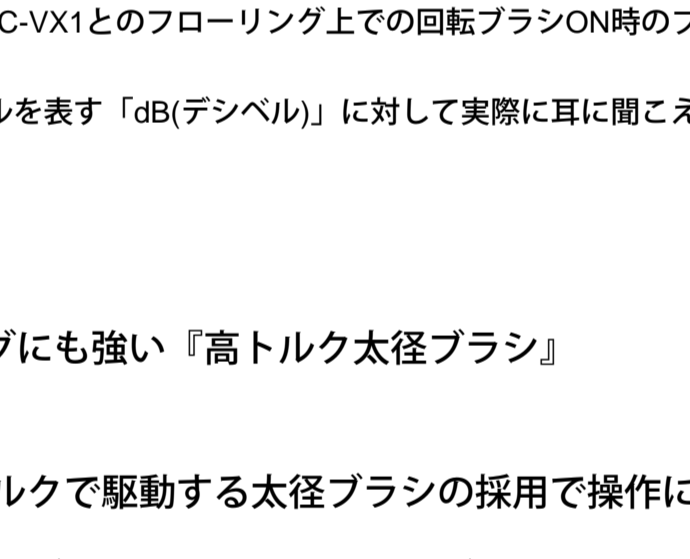 C-VX1とのフローリング上での回転ブラシON時の
ルを表す「dB(デシベル)」に対して実際に耳に聞こえ
グにも強い『高トルク太径ブラシ』
ルクで駆動する太径ブラシの採用で操作に